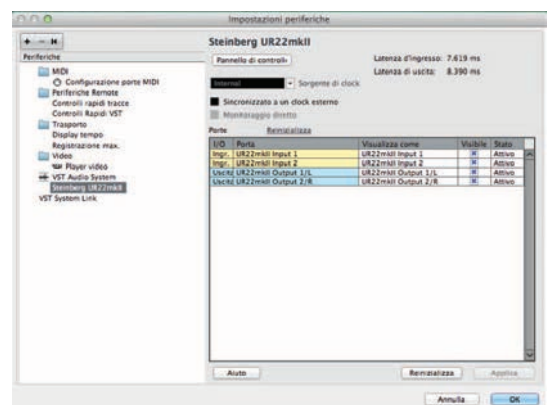 Impostazioni periferiche
+ - |◀
Periferiche
MIDI
Configurazione porte MIDI
Periferiche Remote
Controlli rapidi tracce
Controlli Rapidi VST
Trasporto
Display tempo
Registrazione max.
Video
Player video
VST Audio System
Steinberg UR22mkII
VST System Link
Steinberg UR22mkII
Pannello di controllo
Latenza d'ingresso: 7.619 ms
Latenza di uscita: 8.390 ms
Internal
Sorgente di clock
Sincronizzato a un clock esterno
Monitoraggio diretto
Porte Reinizializza
I/O Porta Visualizza come Visibile Stato
Ingr. UR22mkII Input 1 UR22mkII Input 1 Attivo
Ingr. UR22mkII Input 2 UR22mkII Input 2 Attivo
Uscita UR22mkII Output 1/L UR22mkII Output 1/L Attivo
Uscita UR22mkII Output 2/R UR22mkII Output 2/R Attivo
Aiuto Reinizializza Applica
Annulla OK